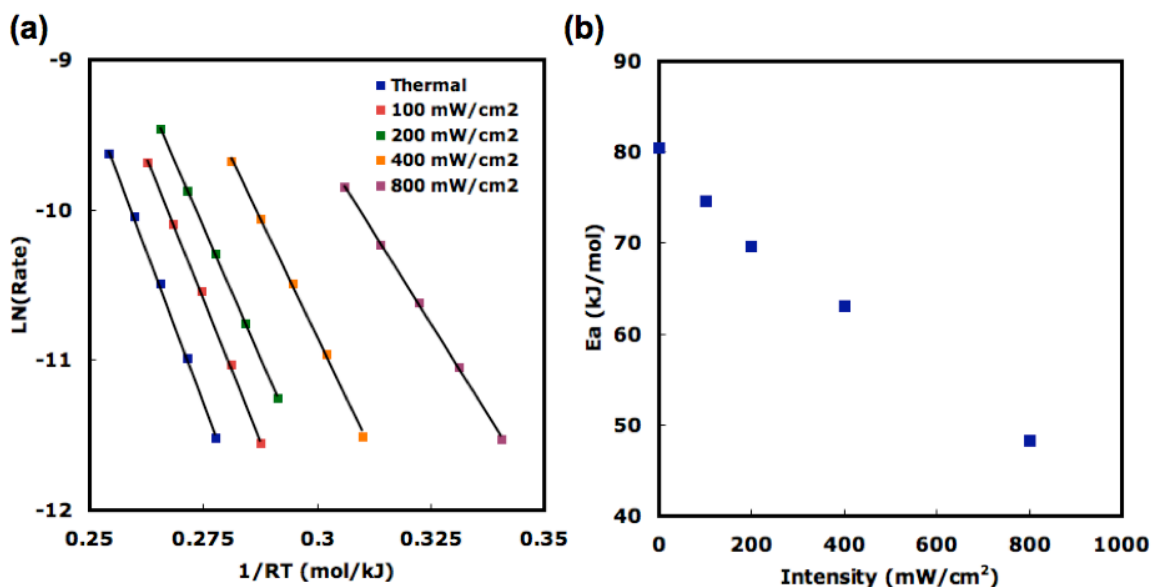 (a)
-9
-10
-11
-12
LN(Rate)
Thermal
100 mW/cm2
200 mW/cm2
400 mW/cm2
800 mW/cm2
0.25 0.275 0.3 0.325 0.35
1/RT (mol/kJ)
(b)
90
80
70
60
50
40
Ea (kJ/mol)
0 200 400 600 800 1000
Intensity (mW/cm²)